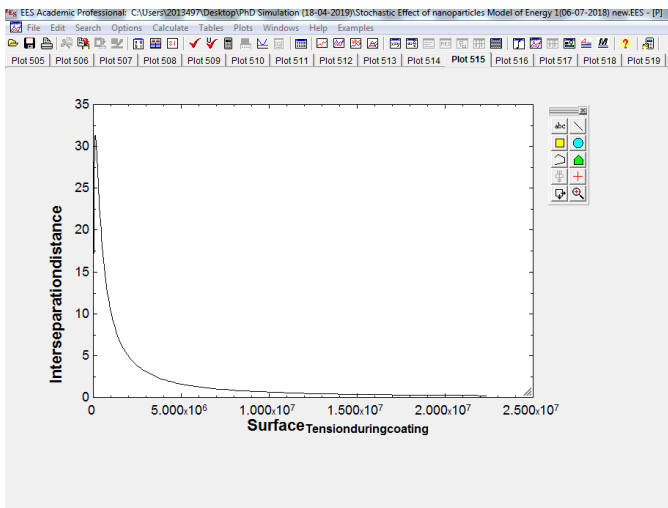 EES Academic Professional: C:\Users\2013497\Desktop\PhD Simulation (18-04-2019)\Stochastic Effect of nanoparticles Model of Energy 1(06-07-2018) new.EES - [P]
File Edit Search Options Calculate Tables Plots Windows Help Examples
Plot 505 Plot 506 Plot 507 Plot 508 Plot 509 Plot 510 Plot 511 Plot 512 Plot 513 Plot 514 Plot 515 Plot 516 Plot 517 Plot 518 Plot 519
35
30
25
20
15
10
5
0
Interseparationdistance
abc
0 5.000x10⁶ 1.000x10⁷ 1.500x10⁷ 2.000x10⁷ 2.500x10⁷
Surface Tensionduringcoating